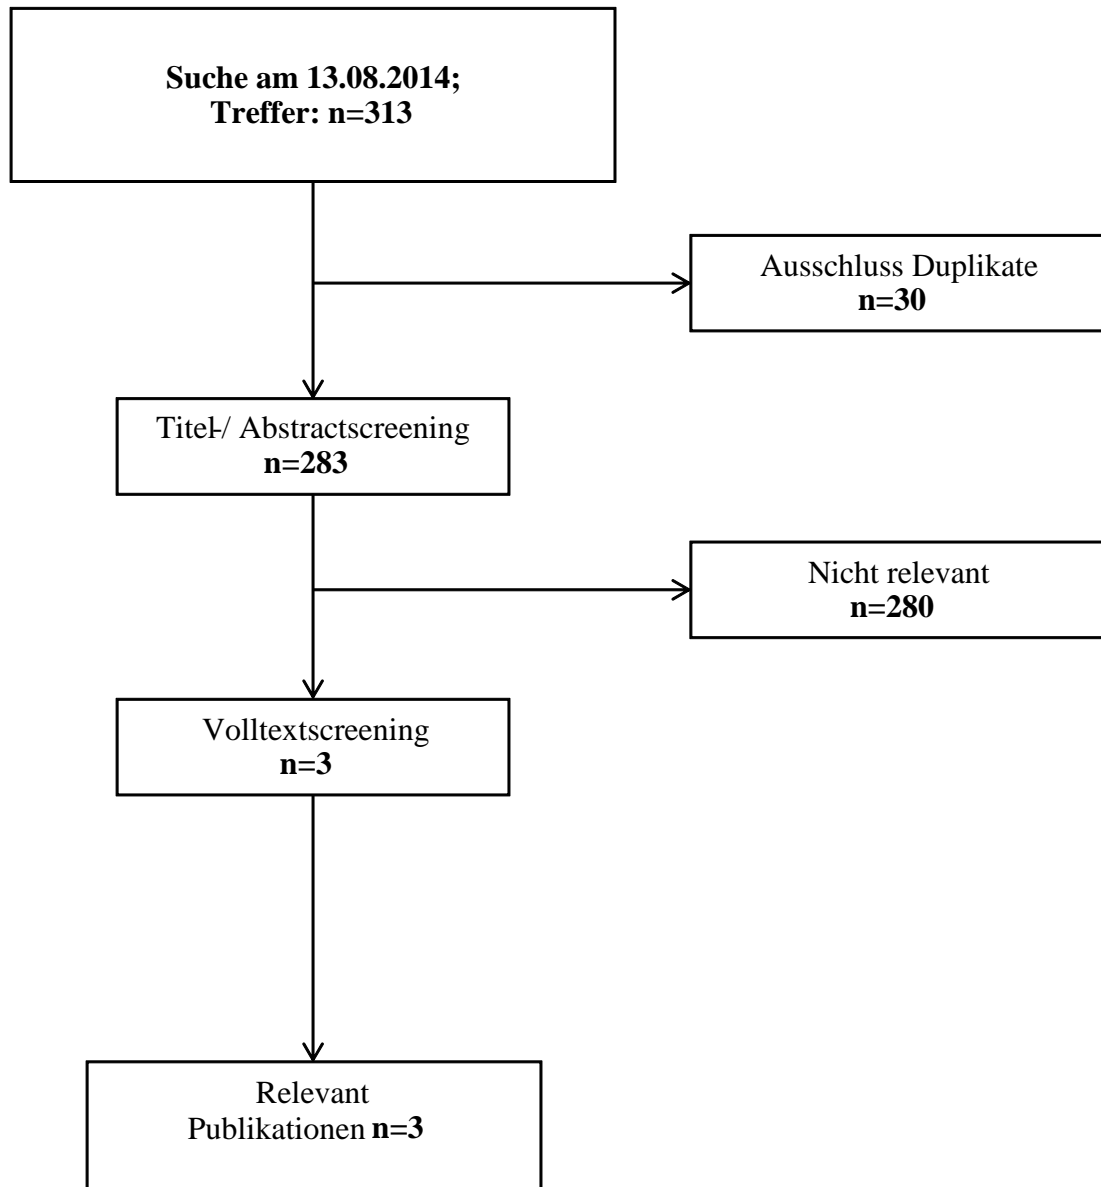 Suche am 13.08.2014;
Treffer: n=313
Ausschluss Duplikate
n=30
Titel-/ Abstractscreening
n=283
Nicht relevant
n=280
Volltextscreening
n=3
Relevant
Publikationen n=3